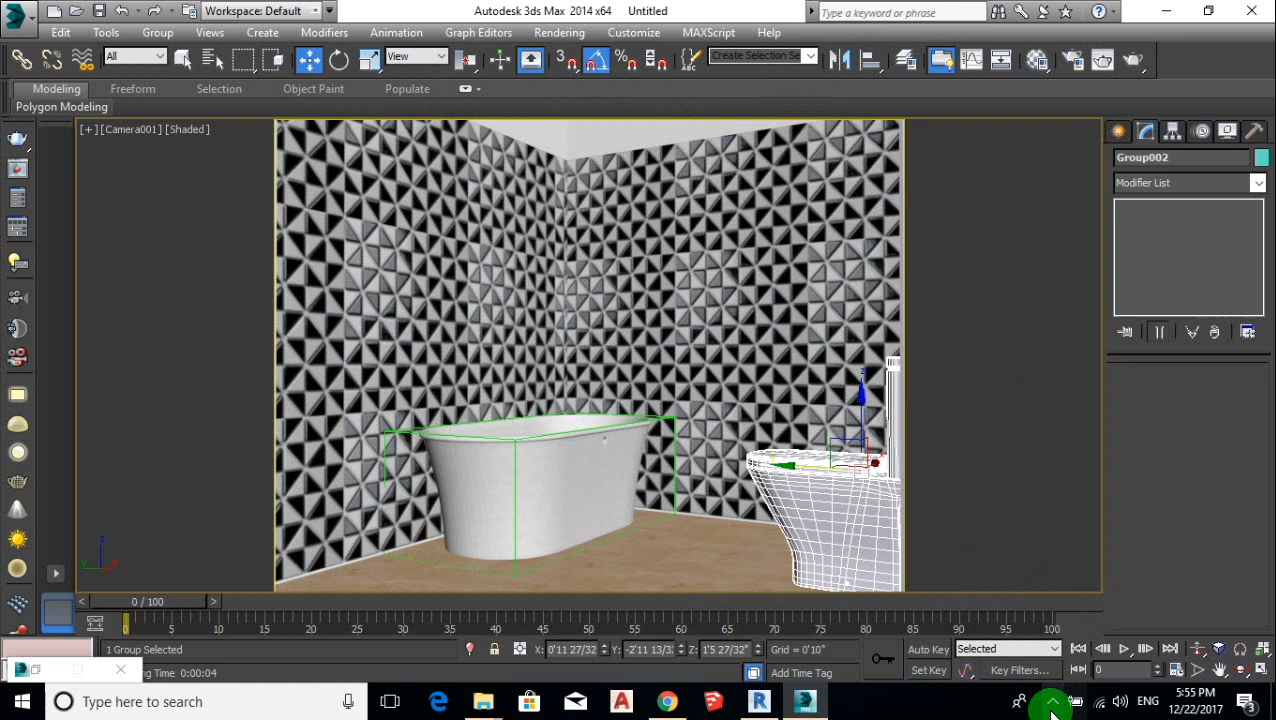 Workspace: Default
Autodesk 3ds Max 2014 x64 Untitled
Type a keyword or phrase
Edit Tools Group Views Create Modifiers Animation Graph Editors Rendering Customize MAXScript Help
All
View
3
Create Selection Se
Modeling Freeform Selection Object Paint Populate
Polygon Modeling
[+] [Camera001] [Shaded]
Group002
Modifier List
z
z
0 / 100
0 5 10 15 20 25 30 35 40 45 50 55 60 65 70 75 80 85 90 95 100
1 Group Selected
X: 0'11 27/32 Y: -2'11 13/3 Z: 1'5 27/32" Grid = 0'10"
Auto Key Selected
ing Time 0:00:04
Add Time Tag
Set Key Key Filters... 0
Type here to search
ENG
5:55 PM
12/22/2017